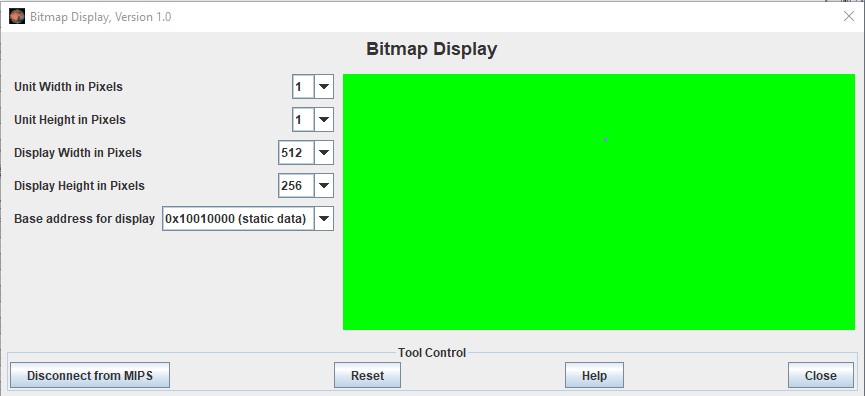 Bitmap Display, Version 1.0
Bitmap Display
Unit Width in Pixels 1
Unit Height in Pixels 1
Display Width in Pixels 512
Display Height in Pixels 256
Base address for display 0x10010000 (static data)
Tool Control
Disconnect from MIPS Reset Help Close